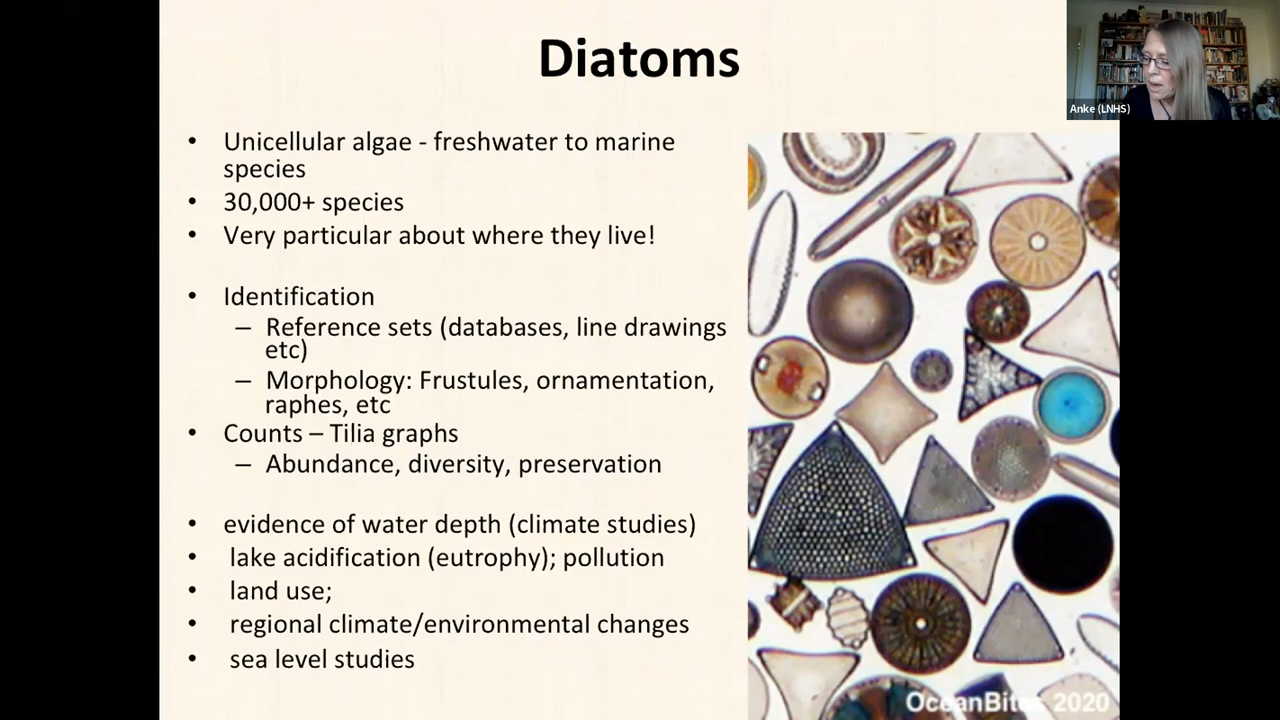 Diatoms
Anke (LNHS)
• Unicellular algae - freshwater to marine
species
• 30,000+ species
• Very particular about where they live!
• Identification
– Reference sets (databases, line drawings
etc)
– Morphology: Frustules, ornamentation,
raphes, etc
• Counts – Tilia graphs
– Abundance, diversity, preservation
• evidence of water depth (climate studies)
• lake acidification (eutrophy); pollution
• land use;
• regional climate/environmental changes
• sea level studies
OceanBites 2020